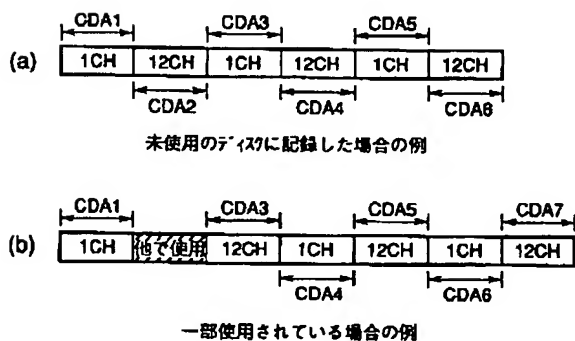 CDA1 CDA3 CDA5
(a) 1CH 12CH 1CH 12CH 1CH 12CH
CDA2 CDA4 CDA6
未使用のディスクに記録した場合の例
CDA1 CDA3 CDA5 CDA7
(b) 1CH 他で使用 12CH 1CH 12CH 1CH 12CH
CDA4 CDA6
一部使用されている場合の例